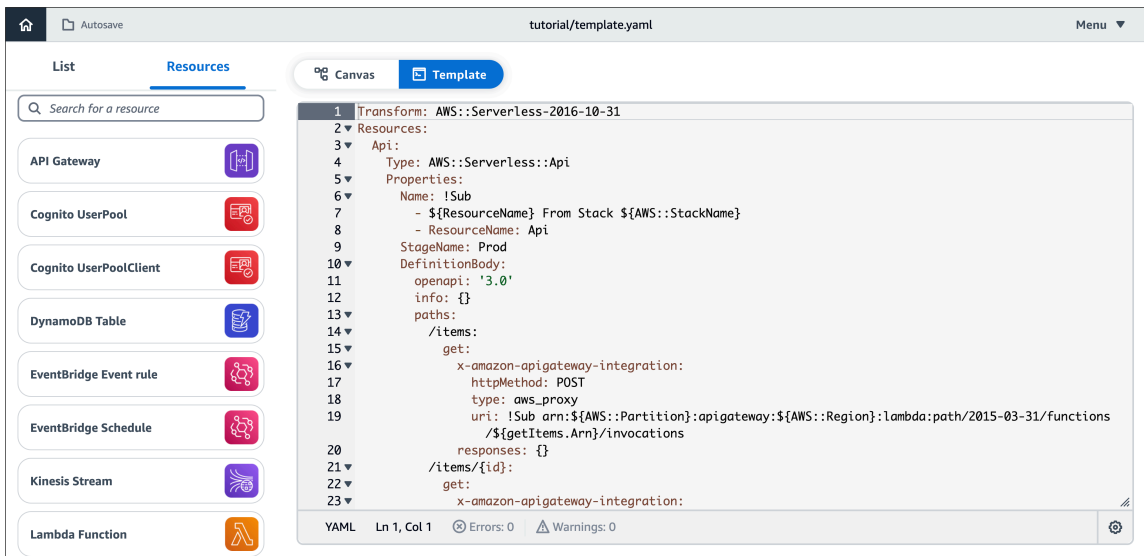 Autosave
tutorial/template.yaml
Menu
List
Resources
Search for a resource
API Gateway
Cognito UserPool
Cognito UserPoolClient
DynamoDB Table
EventBridge Event rule
EventBridge Schedule
Kinesis Stream
Lambda Function
Canvas
Template
1 Transform: AWS::Serverless-2016-10-31
2 Resources:
3 Api:
4 Type: AWS::Serverless::Api
5 Properties:
6 Name: !Sub
7 - ${ResourceName} From Stack ${AWS::StackName}
8 - ResourceName: Api
9 StageName: Prod
10 DefinitionBody:
11 openapi: '3.0'
12 info: {}
13 paths:
14 /items:
15 get:
16 x-amazon-apigateway-integration:
17 httpMethod: POST
18 type: aws_proxy
19 uri: !Sub arn:${AWS::Partition}:apigateway:${AWS::Region}:lambda:path/2015-03-31/functions
/${getItems.Arn}/invocations
20 responses: {}
21 /items/{id}:
22 get:
23 x-amazon-apigateway-integration:
YAML Ln 1, Col 1 Errors: 0 Warnings: 0